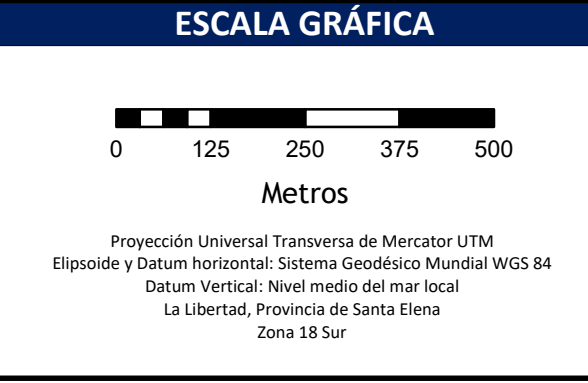 ESCALA GRÁFICA
0 125 250 375 500
Metros
Proyección Universal Transversa de Mercator UTM
Elipsoide y Datum horizontal: Sistema Geodésico Mundial WGS 84
Datum Vertical: Nivel medio del mar local
La Libertad, Provincia de Santa Elena
Zona 18 Sur